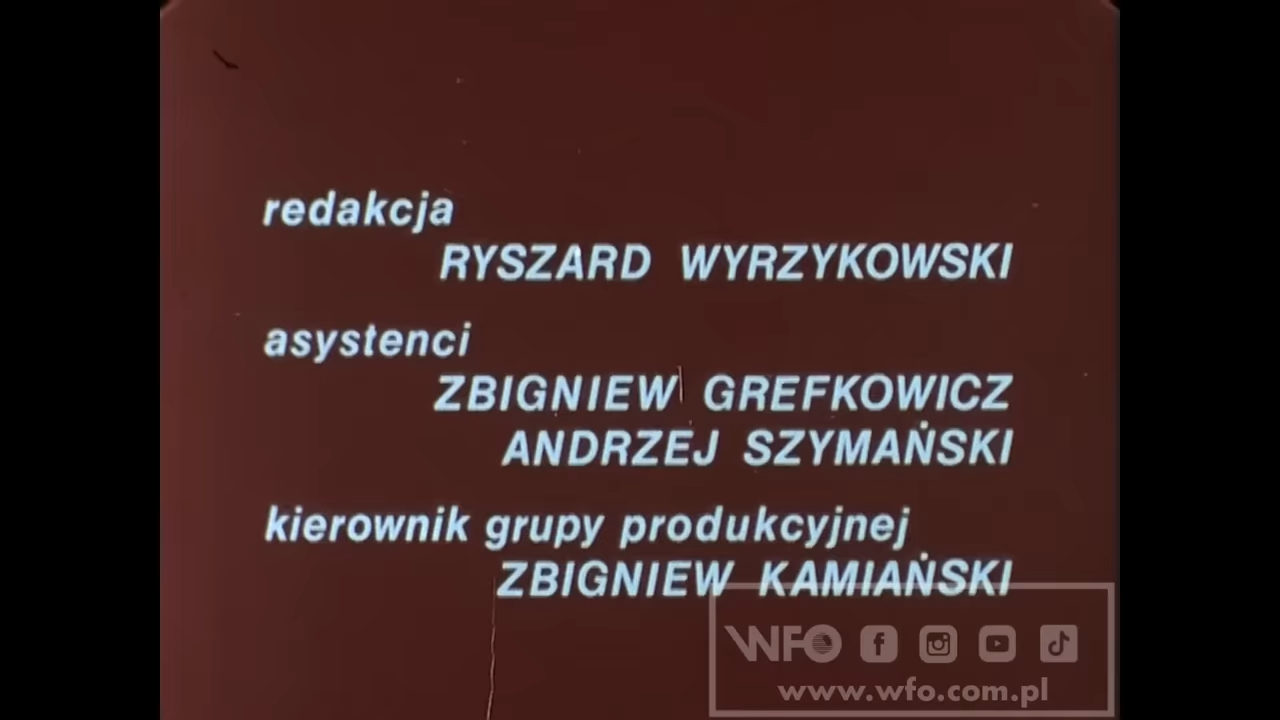 redakcja
RYSZARD WYRZYKOWSKI
asystenci
ZBIGNIEW GREFKOWICZ
ANDRZEJ SZYMAŃSKI
kierownik grupy produkcyjnej
ZBIGNIEW KAMIAŃSKI
WFO
www.wfo.com.pl